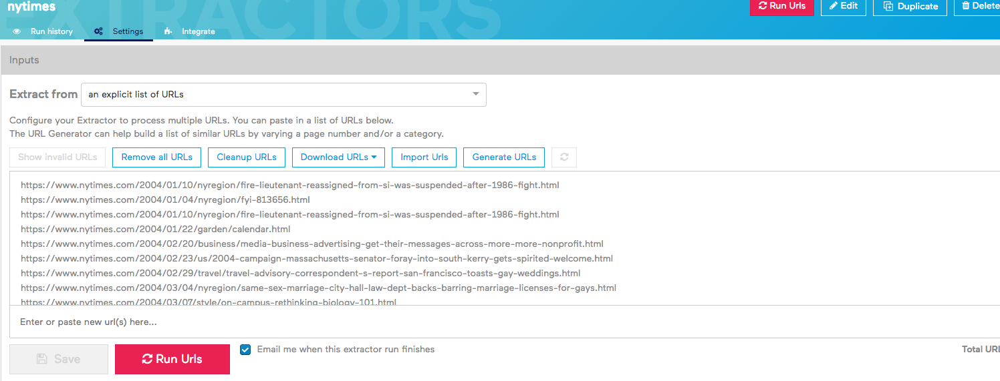 nytimes
EXTRACTORS
Run Urls Edit Duplicate Delete
Run history Settings Integrate
Inputs
Extract from an explicit list of URLs
Configure your Extractor to process multiple URLs. You can paste in a list of URLs below.
The URL Generator can help build a list of similar URLs by varying a page number and/or a category.
Show invalid URLs Remove all URLs Cleanup URLs Download URLs Import Urls Generate URLs
https://www.nytimes.com/2004/01/10/nyregion/fire-lieutenant-reassigned-from-si-was-suspended-after-1986-fight.html
https://www.nytimes.com/2004/01/04/nyregion/fyi-813656.html
https://www.nytimes.com/2004/01/10/nyregion/fire-lieutenant-reassigned-from-si-was-suspended-after-1986-fight.html
https://www.nytimes.com/2004/01/22/garden/calendar.html
https://www.nytimes.com/2004/02/20/business/media-business-advertising-get-their-messages-across-more-more-nonprofit.html
https://www.nytimes.com/2004/02/23/us/2004-campaign-massachusetts-senator-foray-into-south-kerry-gets-spirited-welcome.html
https://www.nytimes.com/2004/02/29/travel/travel-advisory-correspondent-s-report-san-francisco-toasts-gay-weddings.html
https://www.nytimes.com/2004/03/04/nyregion/same-sex-marriage-city-hall-law-dept-backs-barring-marriage-licenses-for-gays.html
https://www.nytimes.com/2004/03/07/style/on-campus-rethinking-biology-101.html
Enter or paste new url(s) here...
Save Run Urls Email me when this extractor run finishes Total URL